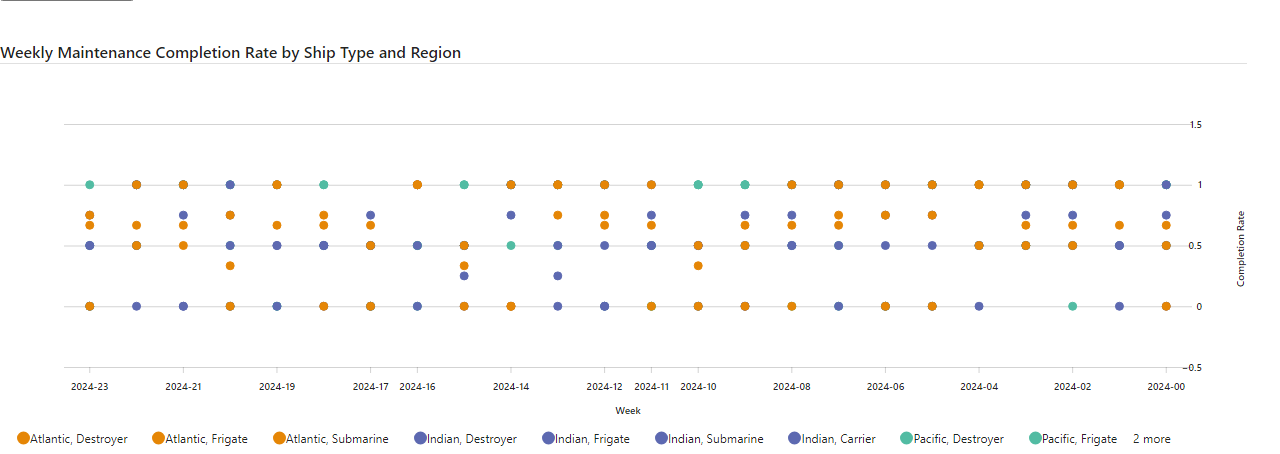 Weekly Maintenance Completion Rate by Ship Type and Region
1.5
1
0.5
0
−0.5
Completion Rate
2024-23 2024-21 2024-19 2024-17 2024-16 2024-14 2024-12 2024-11 2024-10 2024-08 2024-06 2024-04 2024-02 2024-00
Week
Atlantic, Destroyer Atlantic, Frigate Atlantic, Submarine Indian, Destroyer Indian, Frigate Indian, Submarine Indian, Carrier Pacific, Destroyer Pacific, Frigate 2 more